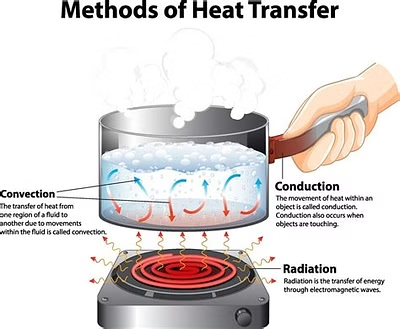 Methods of Heat Transfer
Convection
The transfer of heat from
one region of a fluid to
another due to movements
within the fluid is called convection.
Conduction
The movement of heat within an
object is called conduction.
Conduction also occurs when
objects are touching.
Radiation
Radiation is the transfer of energy
through electromagnetic waves.